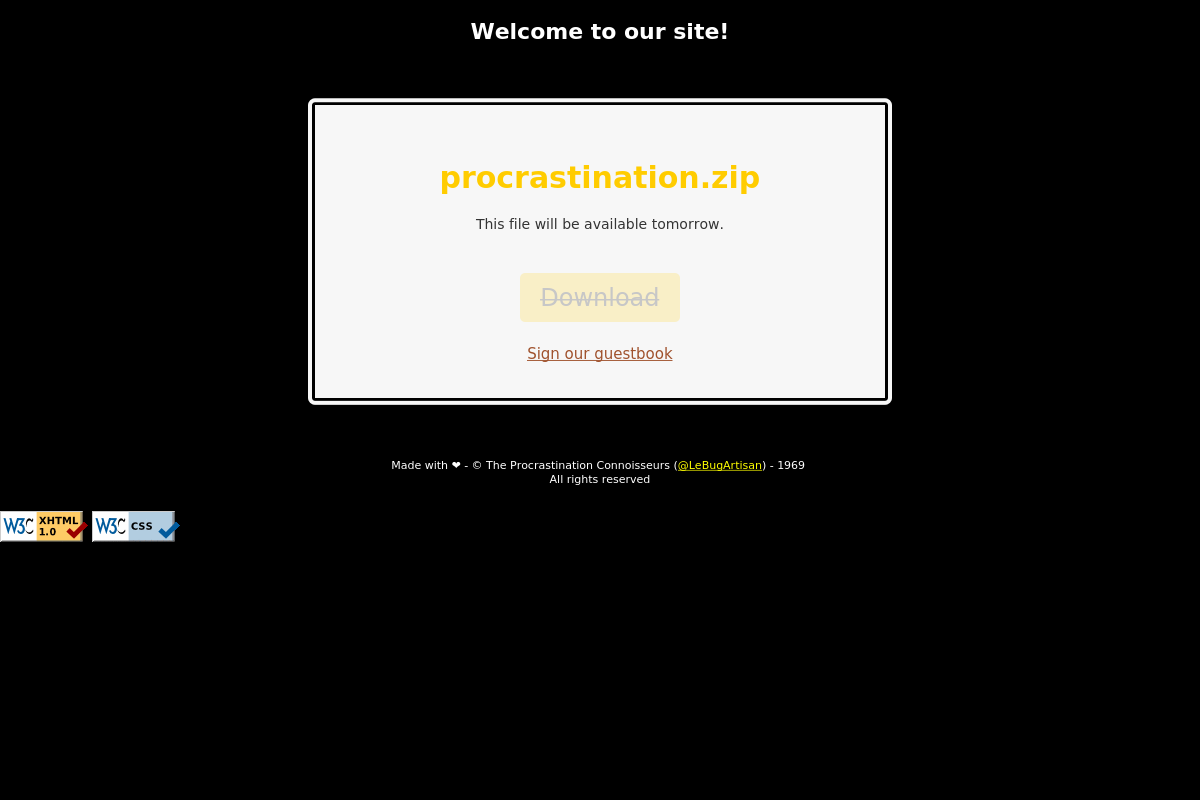 Welcome to our site!
procrastination.zip
This file will be available tomorrow.
Download
Sign our guestbook
Made with ❤ - © The Procrastination Connoisseurs (@LeBugArtisan) - 1969
All rights reserved
W3C XHTML 1.0 W3C CSS